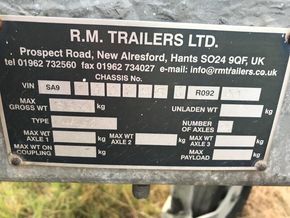 R.M. TRAILERS LTD.
Prospect Road, New Alresford, Hants SO24 9QF, UK
tel 01962 732560 fax 01962 734027 e-mail: info@rmtrailers.co.uk
CHASSIS No.
VIN SA9 R092
MAX GROSS WT kg UNLADEN WT kg
TYPE NUMBER OF AXLES
MAX WT AXLE 1 kg MAX WT AXLE 2 kg MAX WT AXLE 3 kg
MAX WT ON COUPLING kg MAX PAYLOAD kg